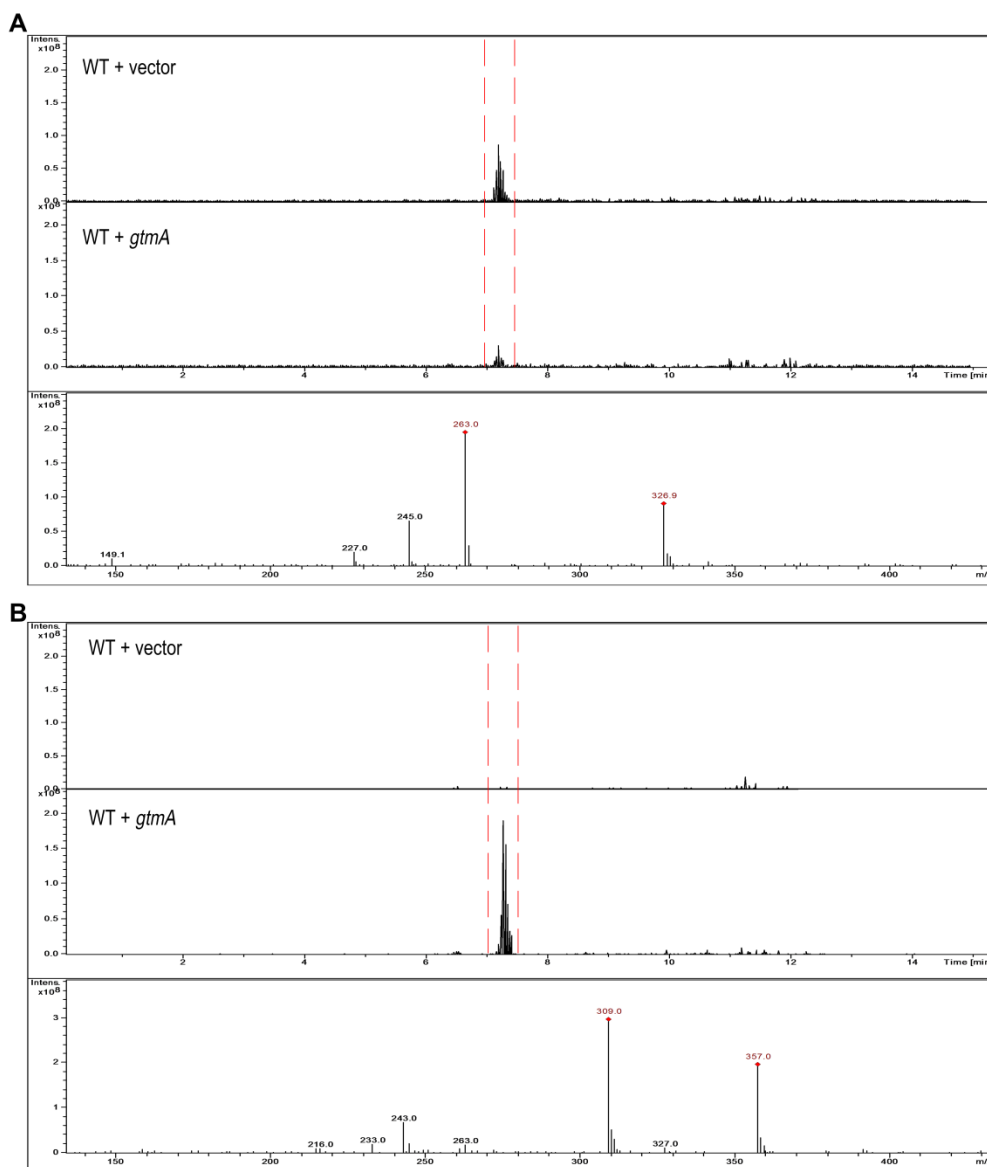 A
Intens.
x10⁸
WT + vector
2.0
1.5
1.0
0.5
0.0
x10⁸
WT + gtmA
2.0
1.5
1.0
0.5
0.0
2 4 6 8 10 12 14 Time [min
Intens.
x10⁸
2.0
1.5
1.0
0.5
0.0
149.1
227.0
245.0
263.0
326.9
150 200 250 300 350 400 m/
B
Intens.
x10⁸
WT + vector
2.0
1.5
1.0
0.5
0.0
x10⁸
WT + gtmA
2.0
1.5
1.0
0.5
0.0
2 4 6 8 10 12 14 Time [min
Intens.
x10⁸
3
2
1
0
216.0
233.0
243.0
263.0
309.0
327.0
357.0
150 200 250 300 350 400 m/